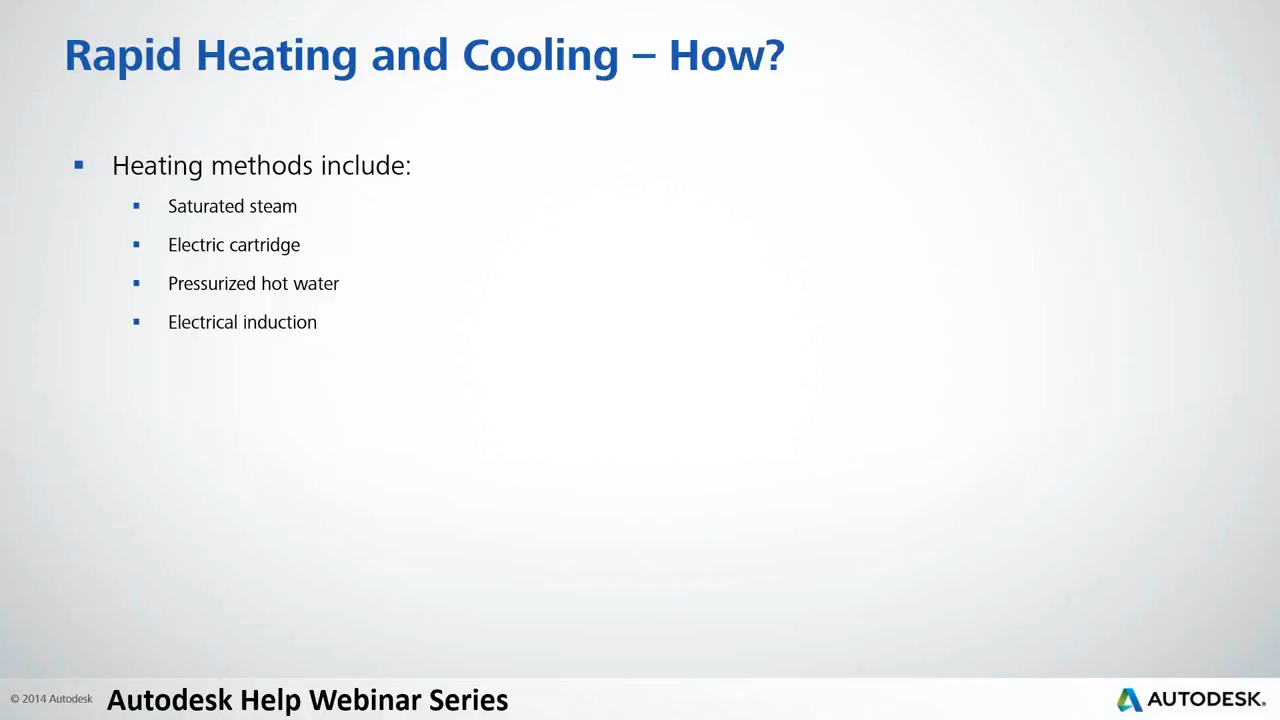 Rapid Heating and Cooling – How?
Heating methods include:
Saturated steam
Electric cartridge
Pressurized hot water
Electrical induction
© 2014 Autodesk
Autodesk Help Webinar Series
AUTODESK.